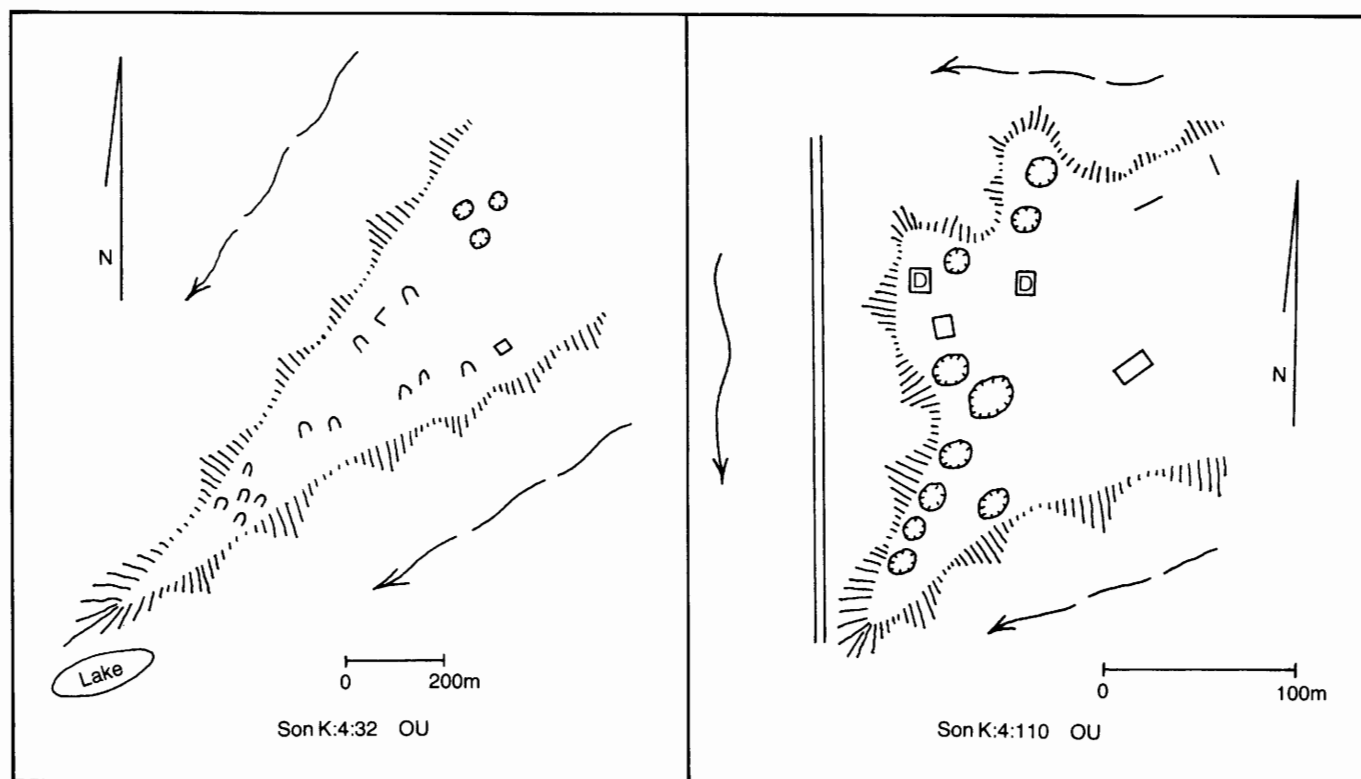 N
Lake
0 200m
Son K:4:32 OU
D D
N
0 100m
Son K:4:110 OU